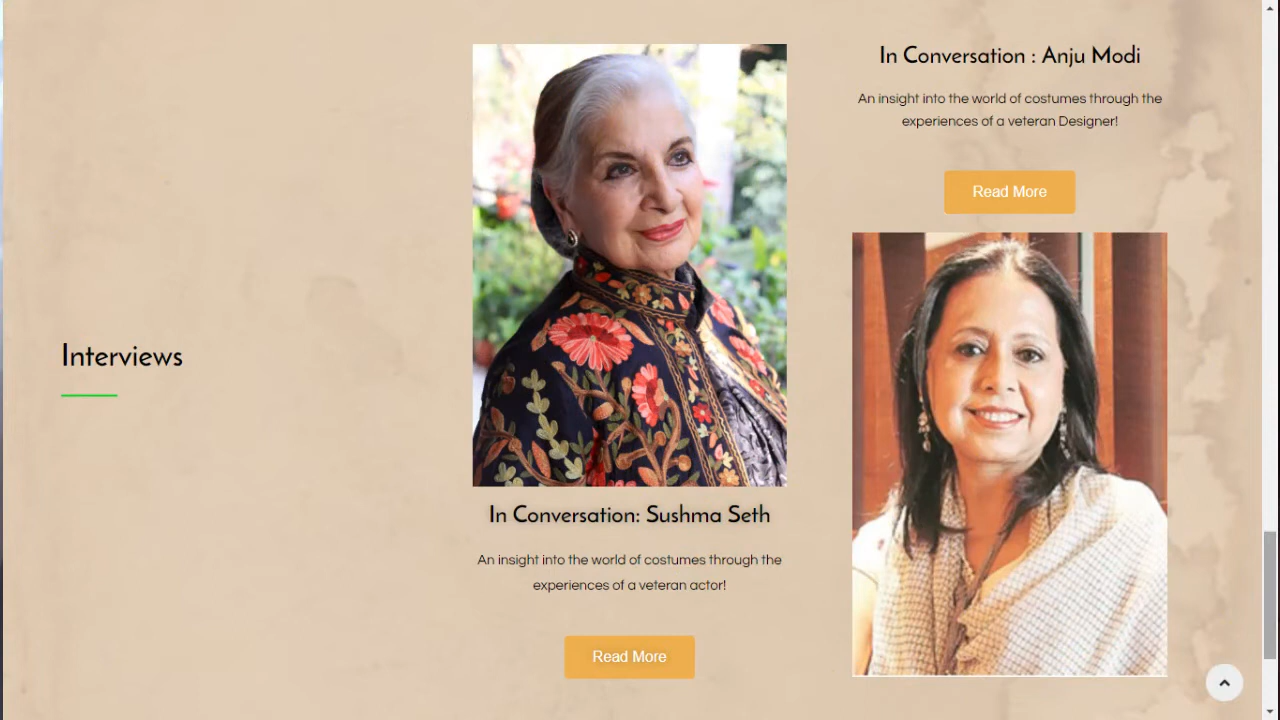 Interviews
In Conversation: Sushma Seth
An insight into the world of costumes through the
experiences of a veteran actor!
Read More
In Conversation : Anju Modi
An insight into the world of costumes through the
experiences of a veteran Designer!
Read More